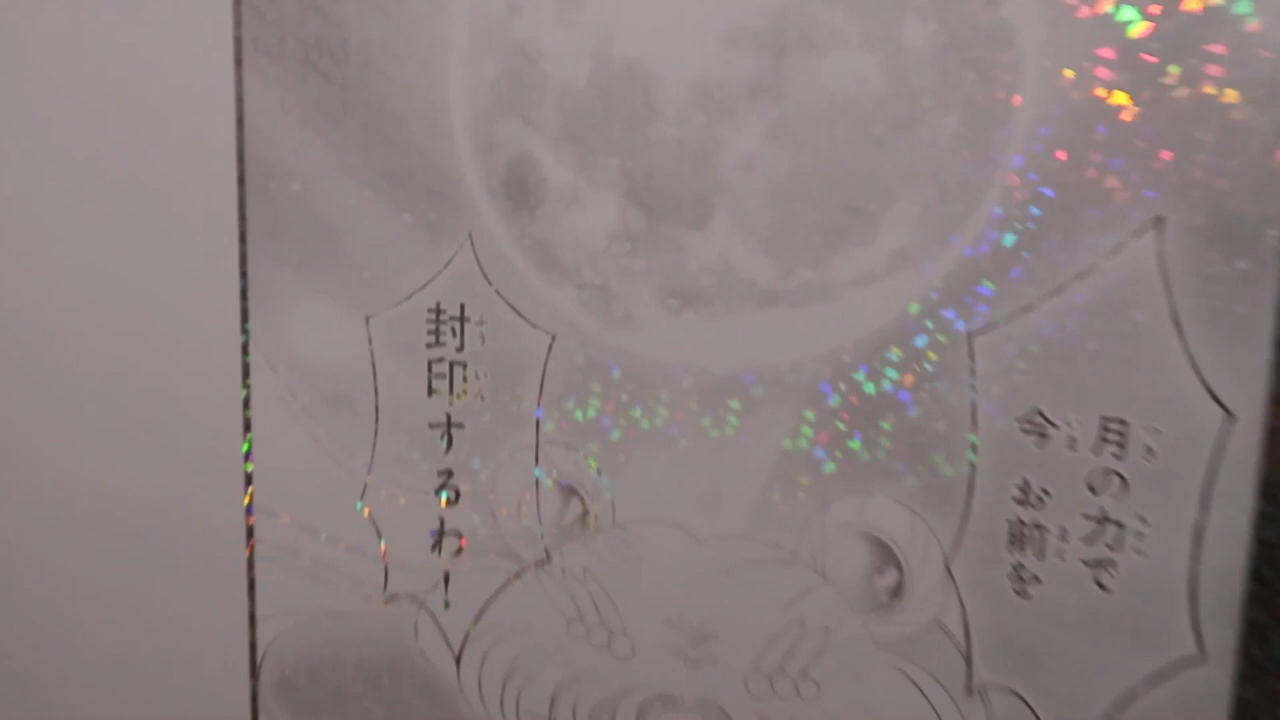 月の力で
今 お前を
封印するわ！